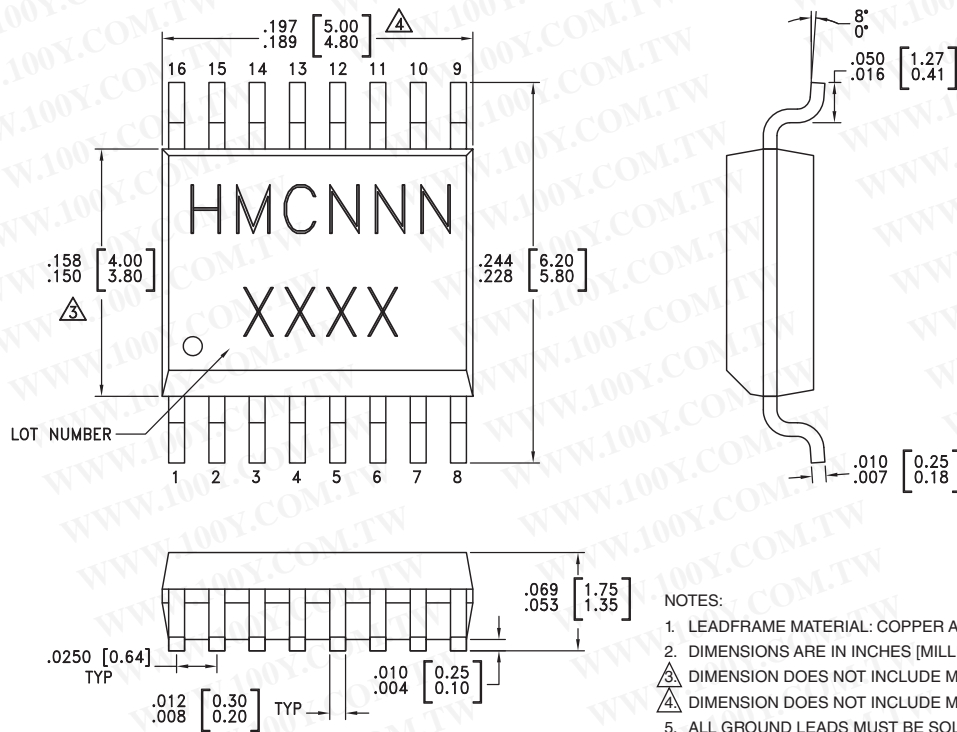 .197 [5.00]
.189 [4.80]
4
16 15 14 13 12 11 10 9
8°
0°
.050 [1.27]
.016 [0.41]
HMCNNN
XXXX
.158 [4.00]
.150 [3.80]
3
.244 [6.20]
.228 [5.80]
LOT NUMBER
1 2 3 4 5 6 7 8
.010 [0.25]
.007 [0.18]
.069 [1.75]
.053 [1.35]
.0250 [0.64]
TYP
.012 [0.30]
.008 [0.20]
TYP
.010 [0.25]
.004 [0.10]
NOTES:
1. LEADFRAME MATERIAL: COPPER
2. DIMENSIONS ARE IN INCHES
3. DIMENSION DOES NOT INCLUDE
4. DIMENSION DOES NOT INCLUDE
5. ALL GROUND LEADS MUST BE
WWW.100Y.COM.TW